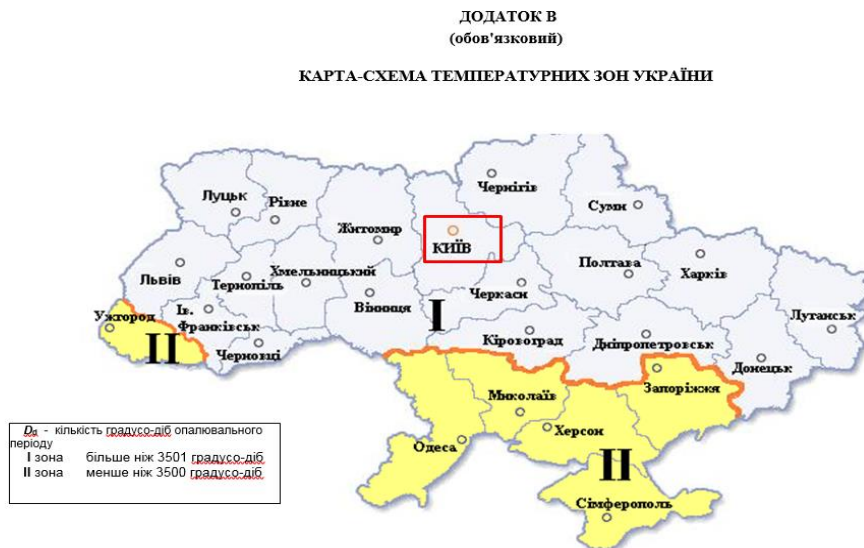 ДОДАТОК В
(обов'язковий)
КАРТА-СХЕМА ТЕМПЕРАТУРНИХ ЗОН УКРАЇНИ
Чернігів
Луцьк
Рівне
Суми
Житомир
КИЇВ
Львів
Тернопіль
Хмельницький
Полтава
Харків
Вінниця
Черкаси
I
Ужгород
Ів.
Франківськ
Луганськ
II
Чернівці
Кіровоград
Дніпропетровськ
Донецьк
Запоріжжя
Миколаїв
Херсон
Одеса
II
Сімферополь
Dd - кількість градусо-діб опалювального
періоду
I зона більше ніж 3501 градусо-діб
II зона менше ніж 3500 градусо-діб